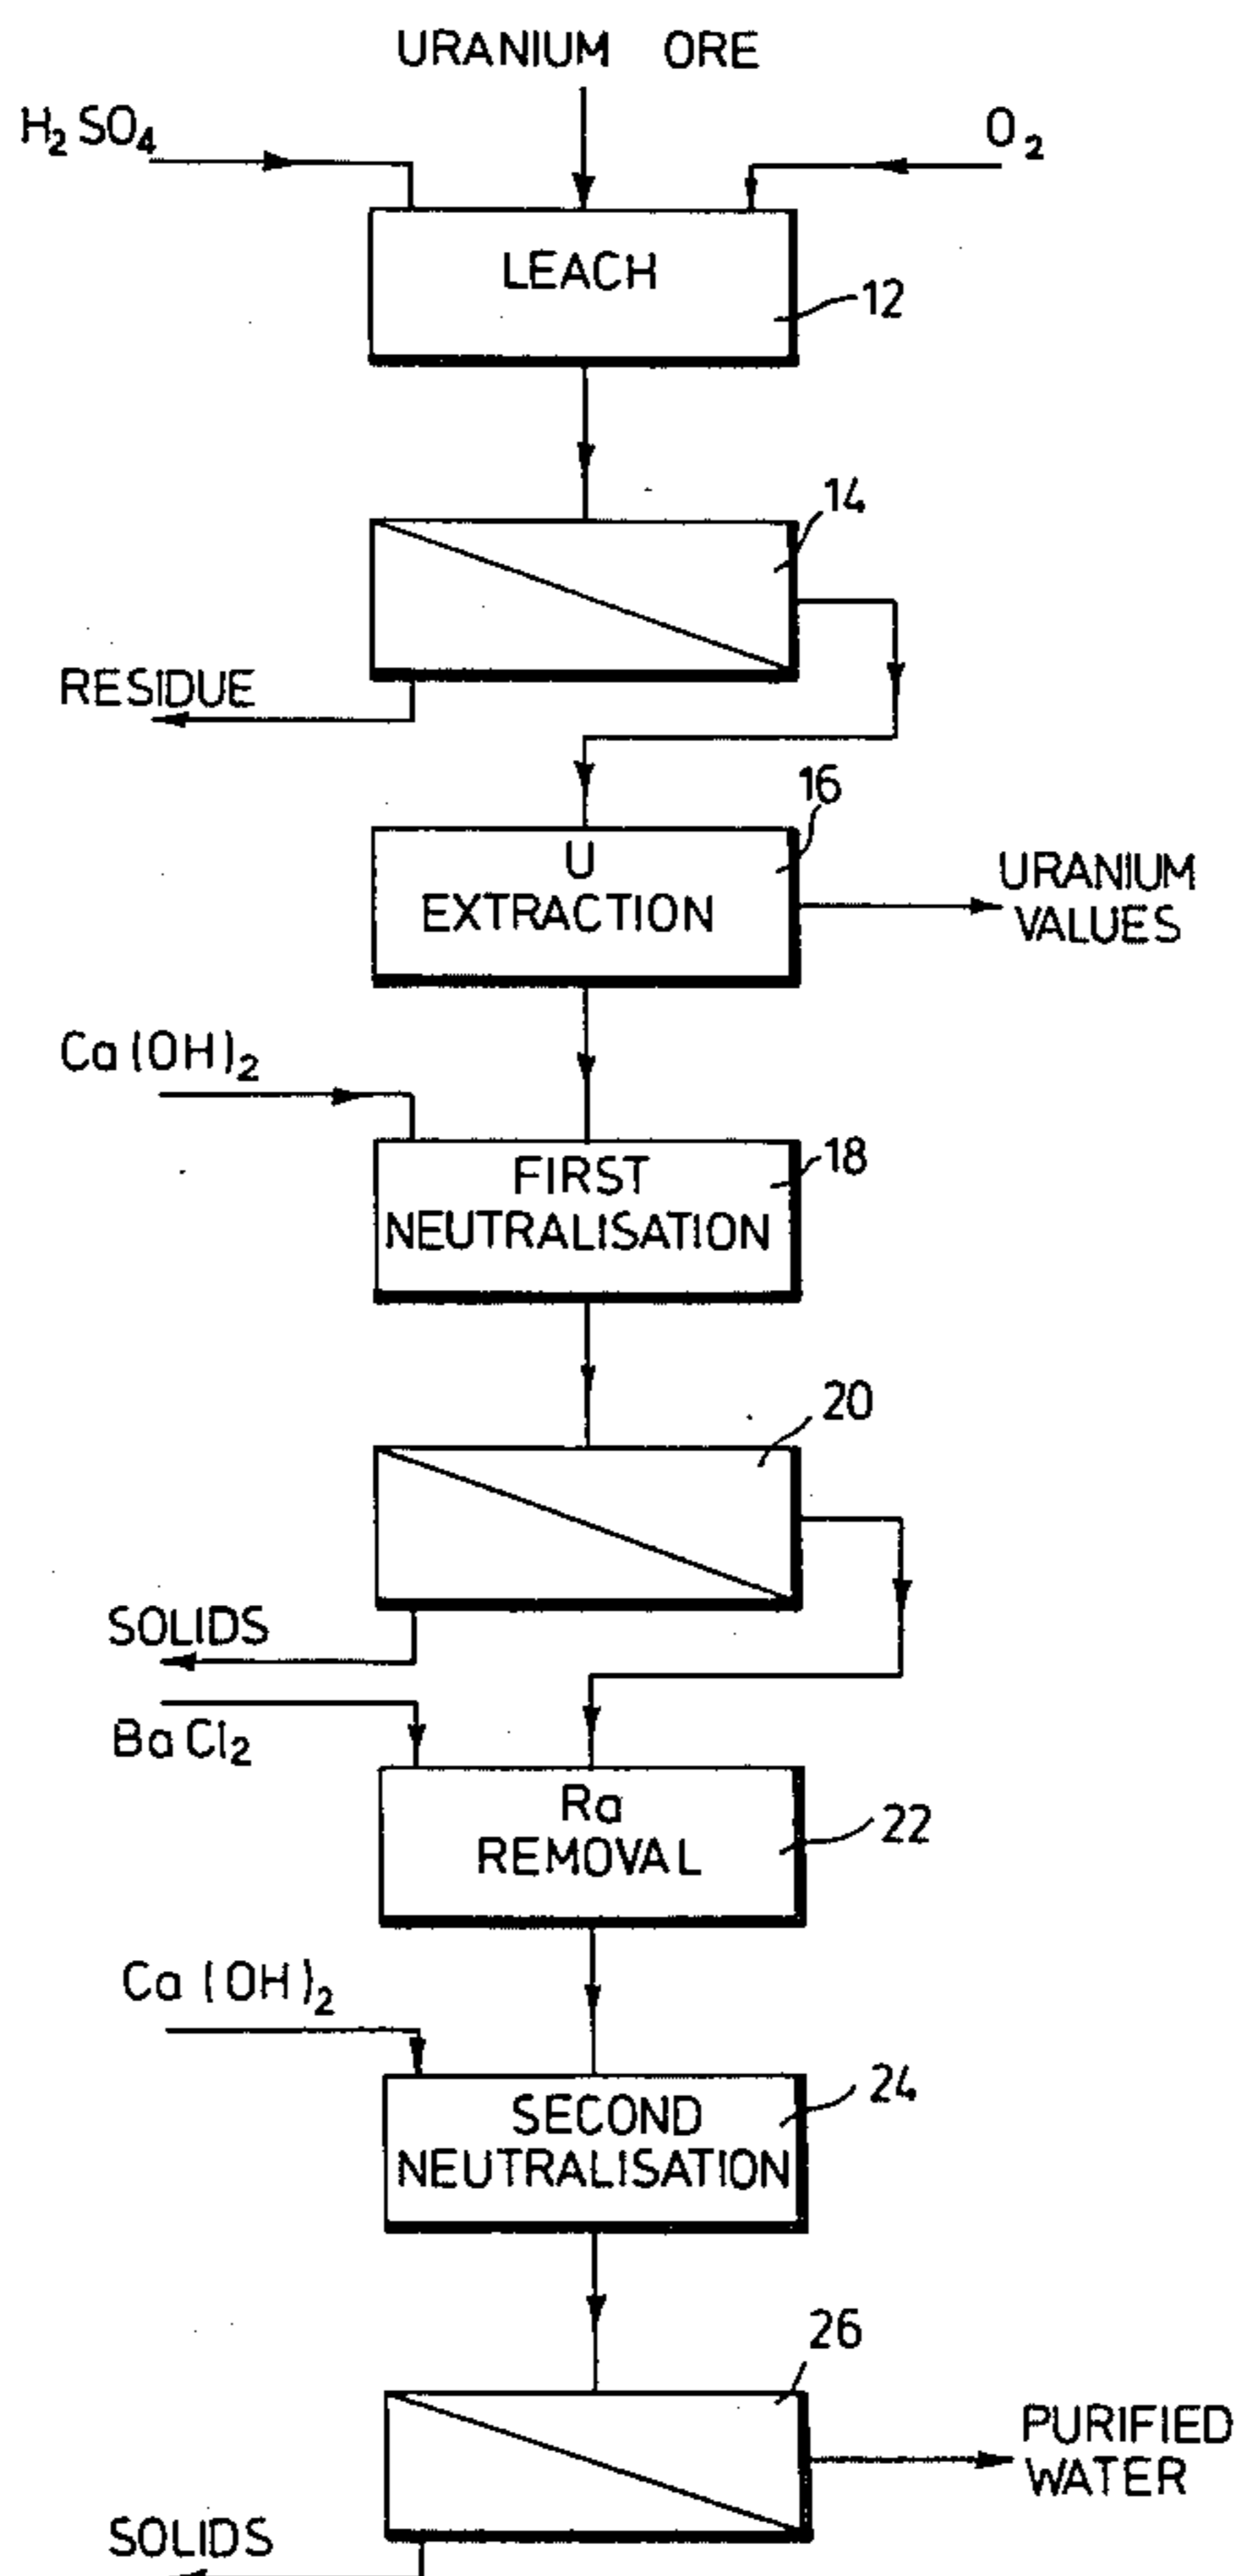 URANIUM ORE
H₂SO₄
O₂
LEACH
12
14
RESIDUE
16
U
EXTRACTION
URANIUM
VALUES
Ca(OH)₂
FIRST
NEUTRALISATION
18
20
SOLIDS
BaCl₂
Ra
REMOVAL
22
Ca(OH)₂
SECOND
NEUTRALISATION
24
26
PURIFIED
WATER
SOLIDS